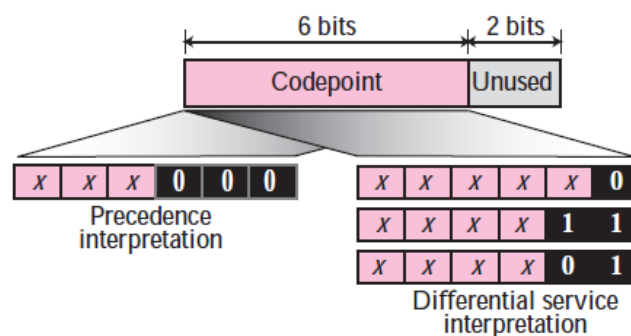 6 bits 2 bits
Codepoint Unused
x x x 0 0 0
Precedence
interpretation
x x x x x 0
x x x x 1 1
x x x x 0 1
Differential service
interpretation